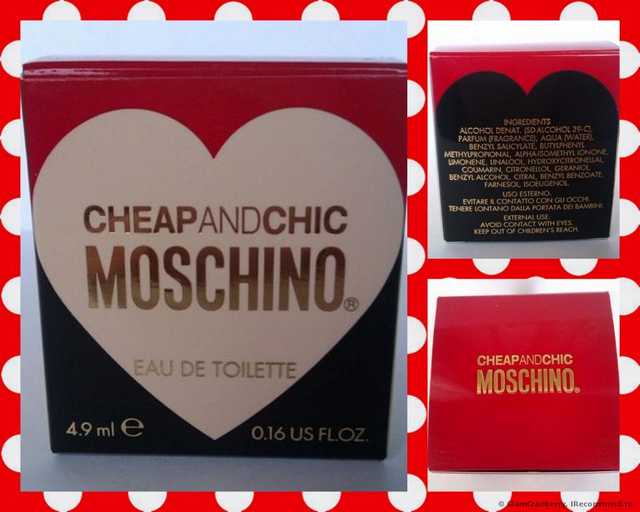 CHEAPANDCHIC
MOSCHINO®
EAU DE TOILETTE
4.9 ml ℮ 0.16 US FL.OZ.
INGREDIENTS
ALCOHOL DENAT. (SD ALCOHOL 39-C),
PARFUM (FRAGRANCE), AQUA (WATER),
BENZYL SALICYLATE, BUTYLPHENYL
METHYLPROPIONAL, ALPHA-ISOMETHYL IONONE,
LIMONENE, LINALOOL, HYDROXYCITRONELLAL,
COUMARIN, CITRONELLOL, GERANIOL,
BENZYL ALCOHOL, CITRAL, BENZYL BENZOATE,
FARNESOL, ISOEUGENOL.
USO ESTERNO.
EVITARE IL CONTATTO CON GLI OCCHI.
TENERE LONTANO DALLA PORTATA DEI BAMBINI.
EXTERNAL USE.
AVOID CONTACT WITH EYES.
KEEP OUT OF CHILDREN'S REACH.
CHEAPANDCHIC
MOSCHINO®